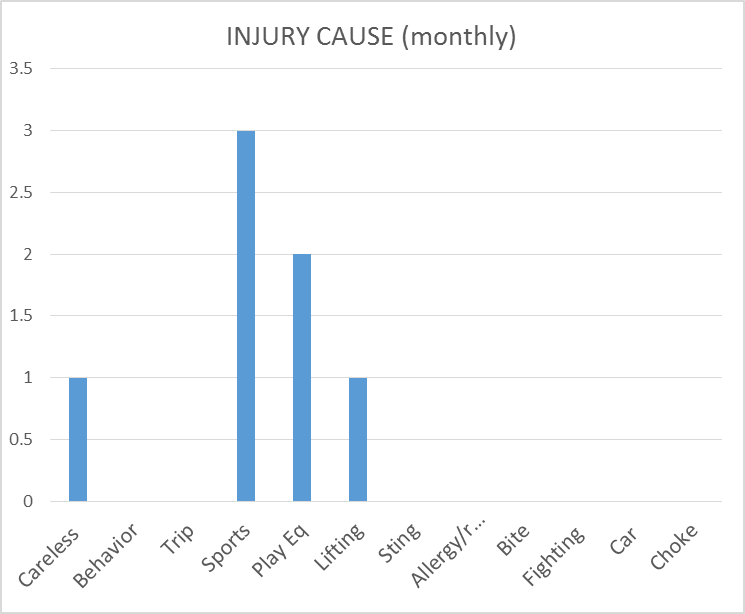 INJURY CAUSE (monthly)
3.5
3
2.5
2
1.5
1
0.5
0
Careless
Behavior
Trip
Sports
Play Eq
Lifting
Sting
Allergy/r...
Bite
Fighting
Car
Choke